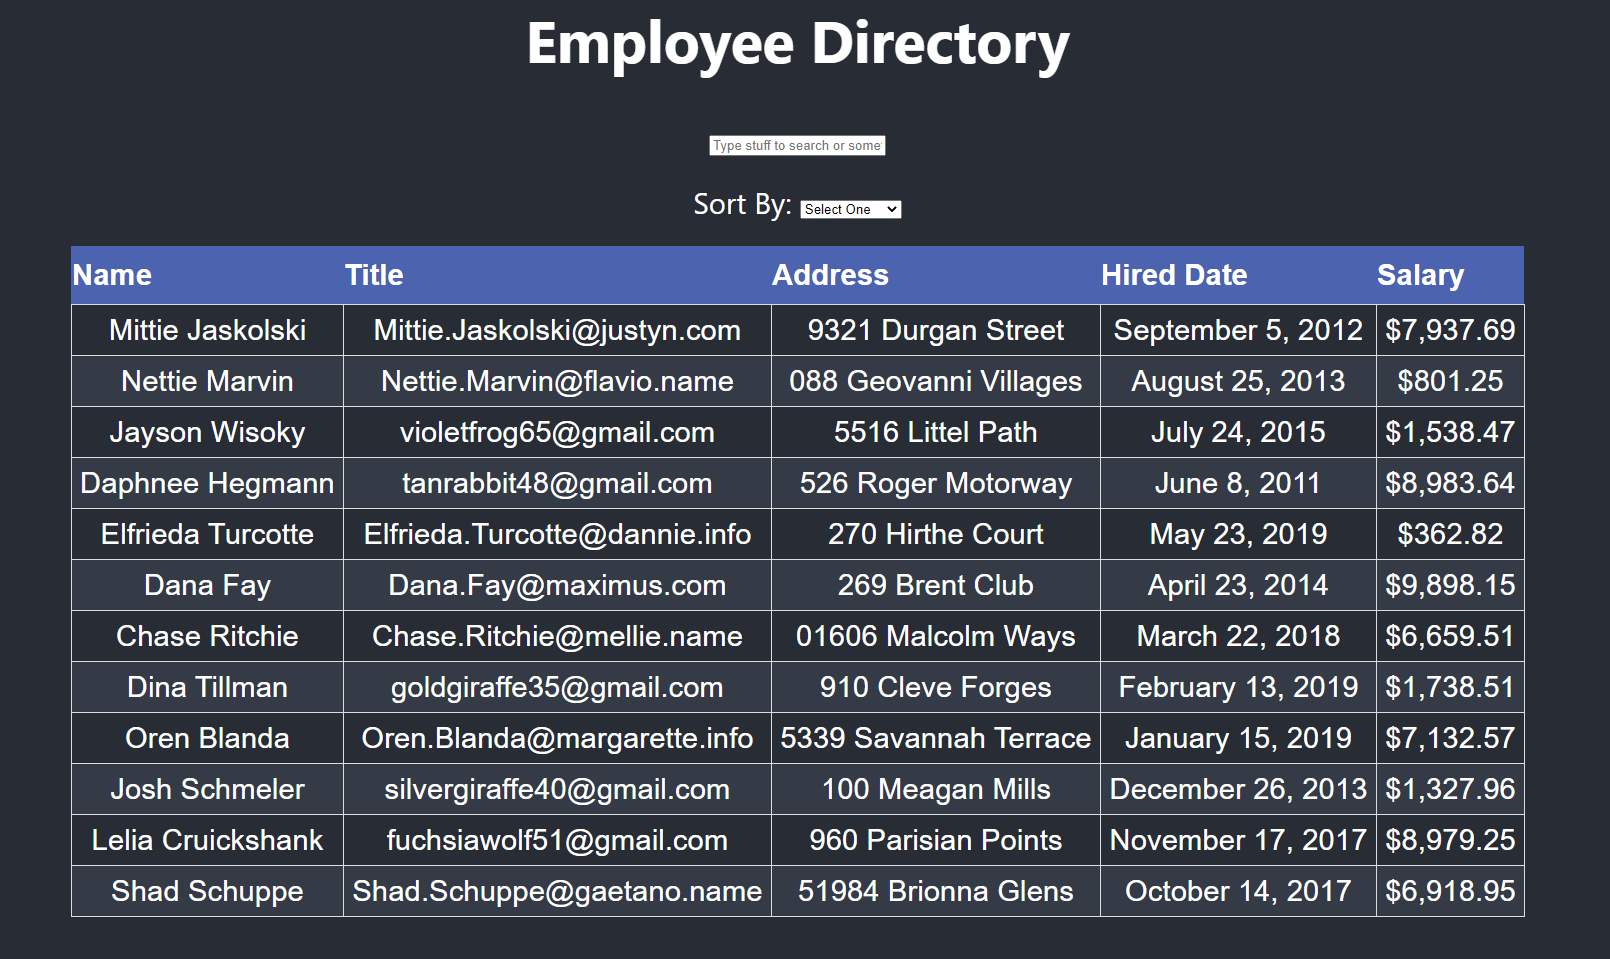 Employee Directory
Type stuff to search or some
Sort By: Select One
Name Title Address Hired Date Salary
Mittie Jaskolski Mittie.Jaskolski@justyn.com 9321 Durgan Street September 5, 2012 $7,937.69
Nettie Marvin Nettie.Marvin@flavio.name 088 Geovanni Villages August 25, 2013 $801.25
Jayson Wisoky violetfrog65@gmail.com 5516 Littel Path July 24, 2015 $1,538.47
Daphnee Hegmann tanrabbit48@gmail.com 526 Roger Motorway June 8, 2011 $8,983.64
Elfrieda Turcotte Elfrieda.Turcotte@dannie.info 270 Hirthe Court May 23, 2019 $362.82
Dana Fay Dana.Fay@maximus.com 269 Brent Club April 23, 2014 $9,898.15
Chase Ritchie Chase.Ritchie@mellie.name 01606 Malcolm Ways March 22, 2018 $6,659.51
Dina Tillman goldgiraffe35@gmail.com 910 Cleve Forges February 13, 2019 $1,738.51
Oren Blanda Oren.Blanda@margarette.info 5339 Savannah Terrace January 15, 2019 $7,132.57
Josh Schmeler silvergiraffe40@gmail.com 100 Meagan Mills December 26, 2013 $1,327.96
Lelia Cruickshank fuchsiawolf51@gmail.com 960 Parisian Points November 17, 2017 $8,979.25
Shad Schuppe Shad.Schuppe@gaetano.name 51984 Brionna Glens October 14, 2017 $6,918.95